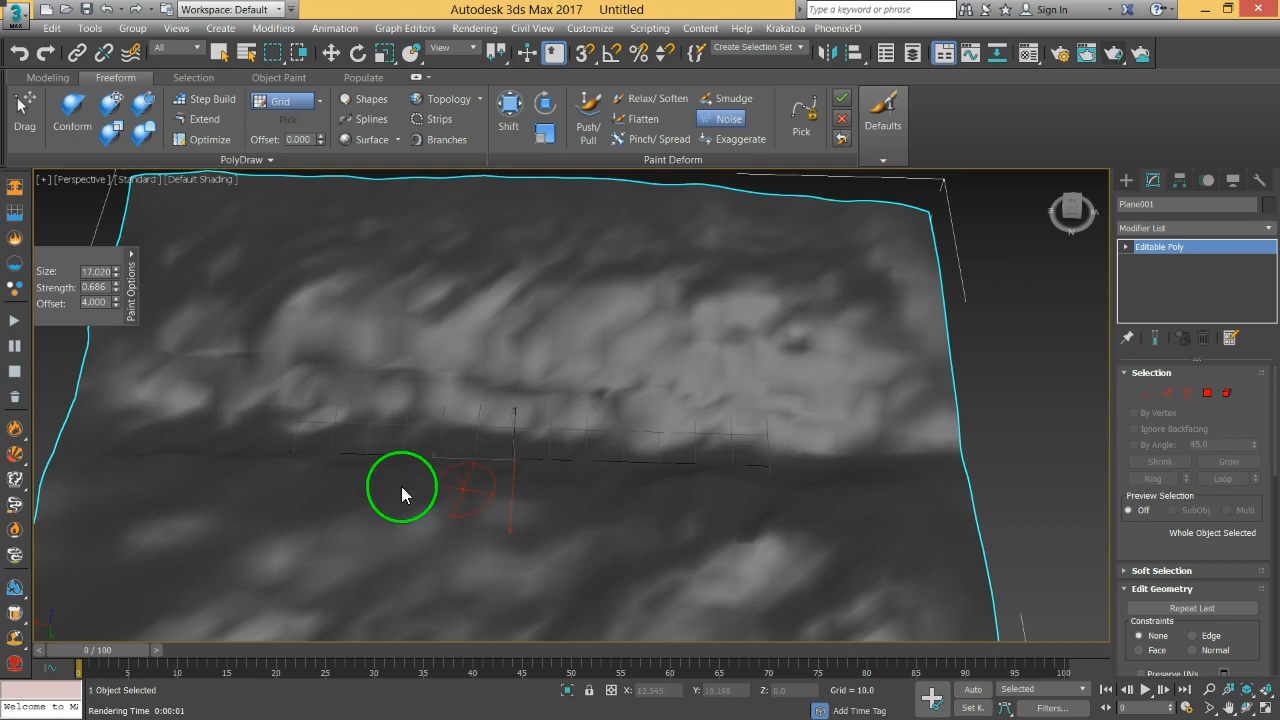 Workspace: Default
Autodesk 3ds Max 2017 Untitled
Type a keyword or phrase
Sign In
MAX
Edit Tools Group Views Create Modifiers Animation Graph Editors Rendering Civil View Customize Scripting Content Help Krakatoa PhoenixFD
All
View
Create Selection Set
Modeling Freeform Selection Object Paint Populate
Drag
Conform
Step Build
Extend
Optimize
Grid
Pick
Offset: 0.000
Shapes
Splines
Surface
Topology
Strips
Branches
Shift
Push/
Pull
Relax/ Soften
Flatten
Pinch/ Spread
Smudge
Noise
Exaggerate
Pick
Defaults
PolyDraw
Paint Deform
[ + ] [Perspective ] [Standard ] [Default Shading ]
Size: 17.020
Strength: 0.686
Offset: 4.000
Paint Options
N
Plane001
Modifier List
Editable Poly
Selection
By Vertex
Ignore Backfacing
By Angle: 45.0
Shrink Grow
Ring Loop
Preview Selection
Off SubObj Multi
Whole Object Selected
Soft Selection
Edit Geometry
Repeat Last
Constraints
None Edge
Face Normal
Preserve UVs
0 / 100
0 5 10 15 20 25 30 35 40 45 50 55 60 65 70 75 80 85 90 95 100
1 Object Selected
X: 12.545 Y: 10.198 Z: 0.0 Grid = 10.0
Auto Selected
Welcome to M
Rendering Time 0:00:01
Add Time Tag
Set K. Filters... 0